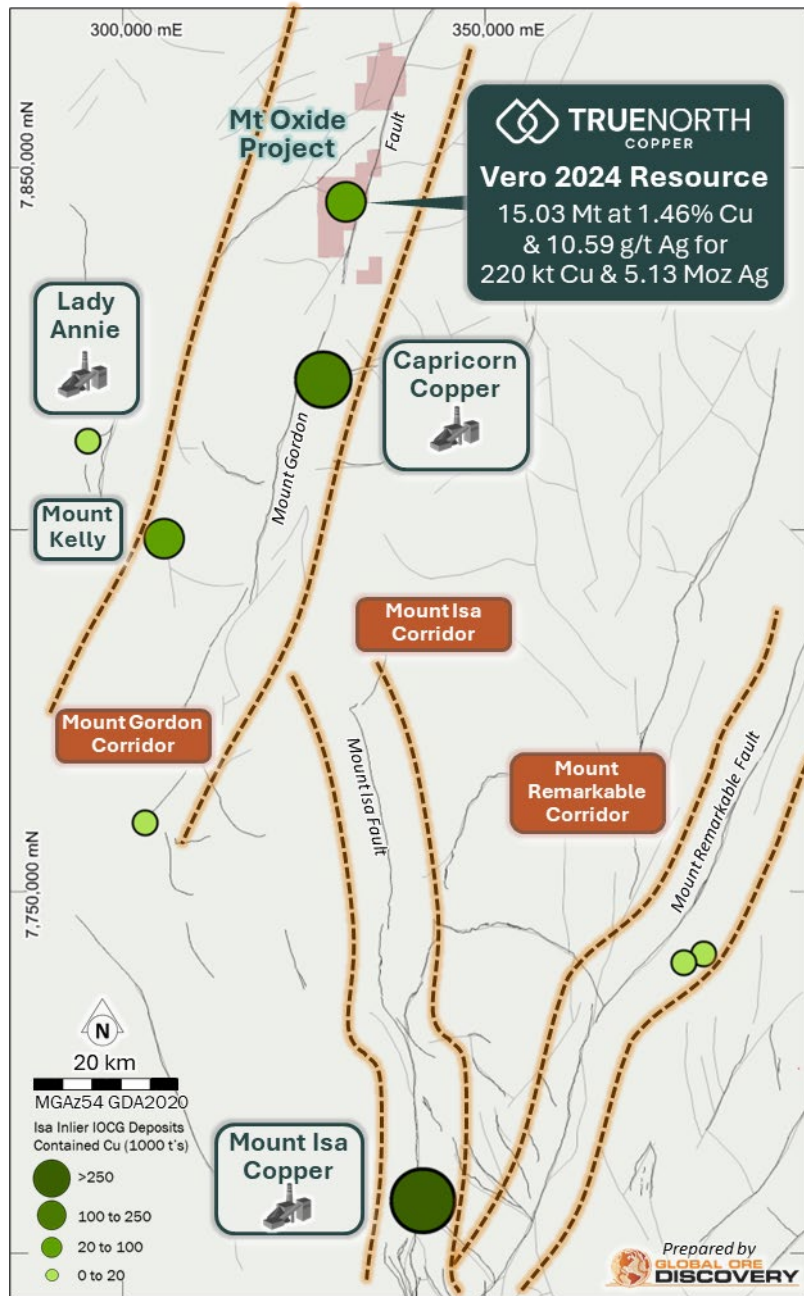 300,000 mE
350,000 mE
7,850,000 mN
Mt Oxide
Project
Fault
TRUENORTH
COPPER
Vero 2024 Resource
15.03 Mt at 1.46% Cu
& 10.59 g/t Ag for
220 kt Cu & 5.13 Moz Ag
Lady
Annie
Capricorn
Copper
Mount Gordon
Mount
Kelly
Mount Isa
Corridor
Mount Gordon
Corridor
Mount Isa Fault
Mount
Remarkable
Corridor
Mount Remarkable Fault
7,750,000 mN
N
20 km
MGAz54 GDA2020
Isa Inlier IOCG Deposits
Contained Cu (1000 t's)
>250
100 to 250
20 to 100
0 to 20
Mount Isa
Copper
Prepared by
GLOBAL ORE
DISCOVERY